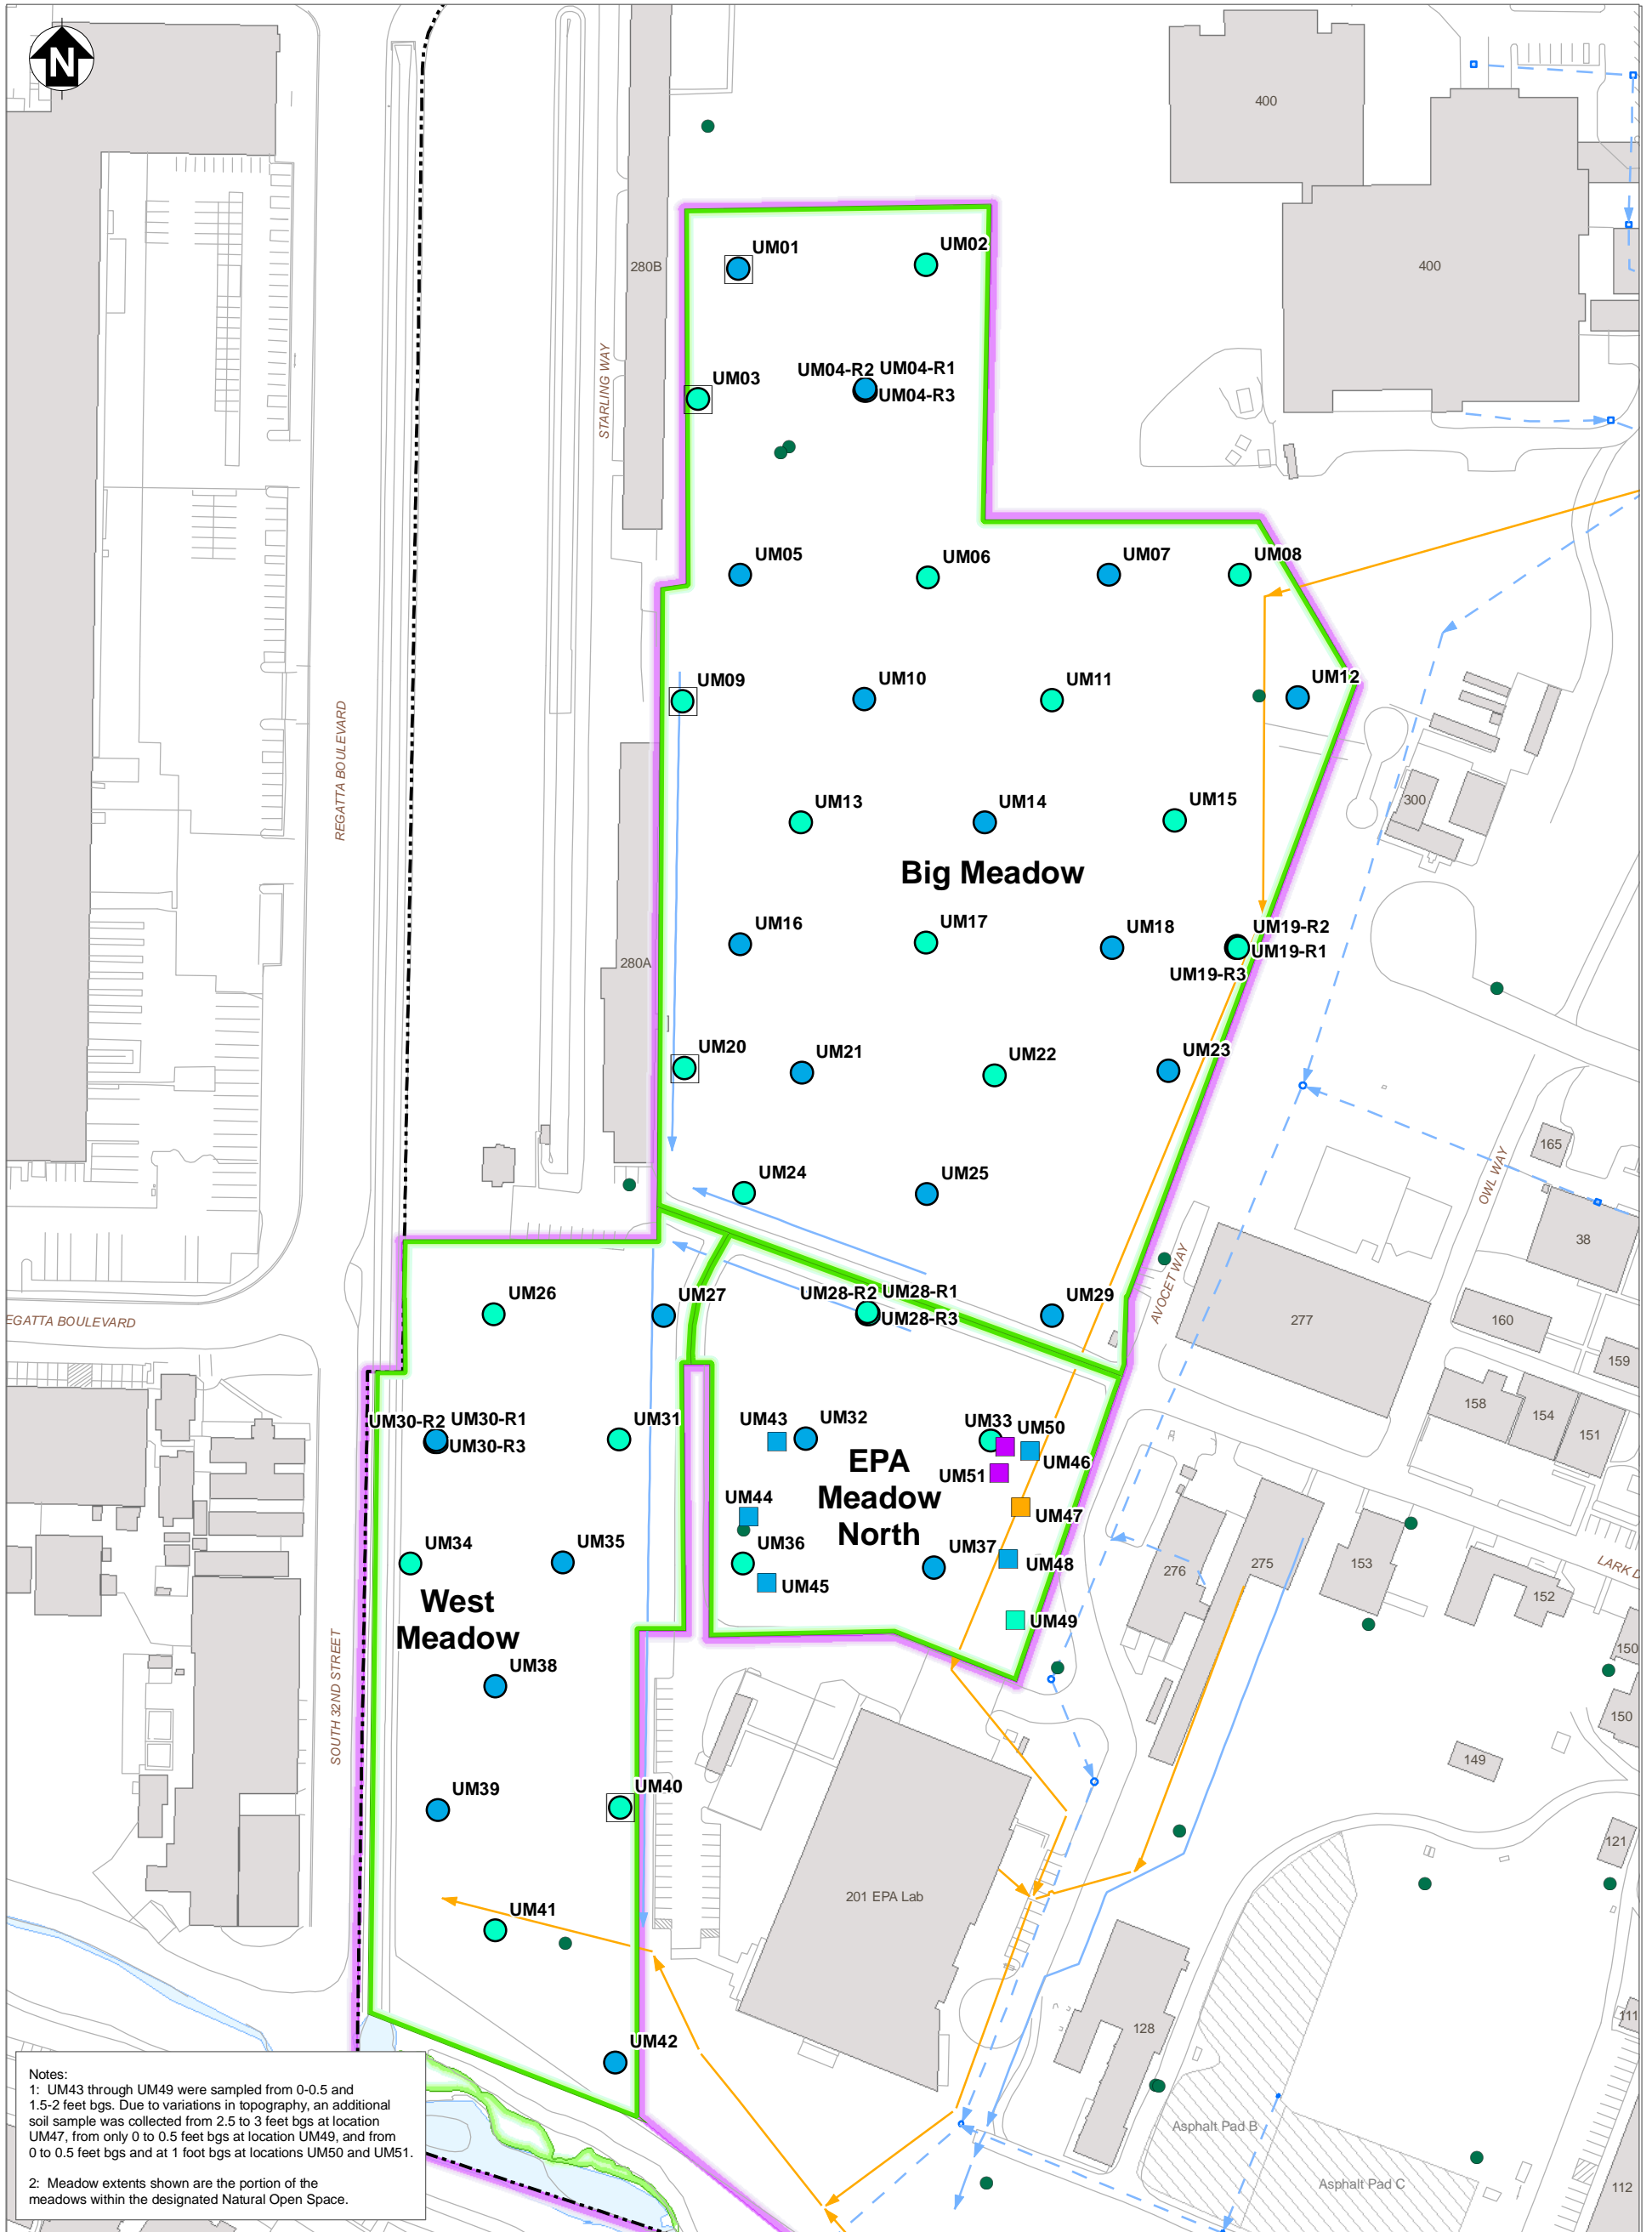 N
400
UM01
UM02
280B
400
UM03
UM04-R2 UM04-R1
UM04-R3
STARLING WAY
UM05
UM06
UM07
UM08
UM09
UM10
UM11
UM12
REGATTA BOULEVARD
UM13
UM14
UM15
300
Big Meadow
UM16
UM17
UM18
UM19-R2
UM19-R1
UM19-R3
280A
UM20
UM21
UM22
UM23
165
OWL WAY
UM24
UM25
38
AVOCET WAY
UM26
UM27
UM28-R2 UM28-R1
UM28-R3
UM29
277
160
EGATTA BOULEVARD
159
158
154
151
UM30-R2 UM30-R1
UM30-R3
UM31
UM43
UM32
UM33
UM50
UM46
EPA
Meadow
North
UM51
UM44
UM47
UM34
UM35
UM36
UM37
UM48
276
275
153
LARK D
152
UM45
West
Meadow
UM49
150
SOUTH 32ND STREET
UM38
150
149
UM39
UM40
121
201 EPA Lab
UM41
111
128
UM42
Asphalt Pad B
Asphalt Pad C
112
Notes:
1: UM43 through UM49 were sampled from 0-0.5 and
1.5-2 feet bgs. Due to variations in topography, an additional
soil sample was collected from 2.5 to 3 feet bgs at location
UM47, from only 0 to 0.5 feet bgs at location UM49, and from
0 to 0.5 feet bgs and at 1 foot bgs at locations UM50 and UM51.
2: Meadow extents shown are the portion of the
meadows within the designated Natural Open Space.